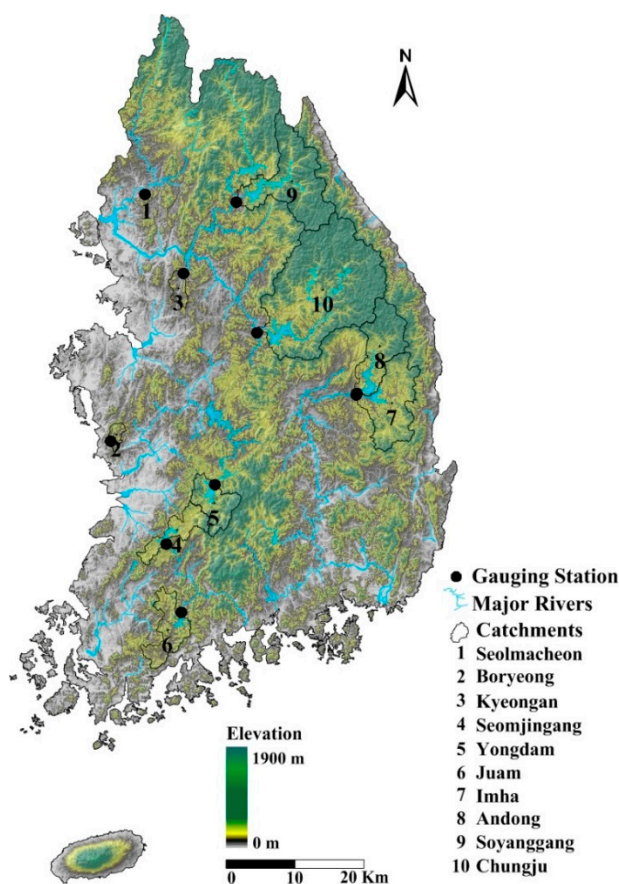 N
1
9
3
10
8
7
2
5
4
6
Gauging Station
Major Rivers
Catchments
1 Seolmacheon
2 Boryeong
3 Kyeongan
4 Seomjingang
5 Yongdam
6 Juam
7 Imha
8 Andong
9 Soyanggang
10 Chungju
Elevation
1900 m
0 m
0 10 20 Km